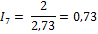 I₇ = 2/2,73 = 0,73